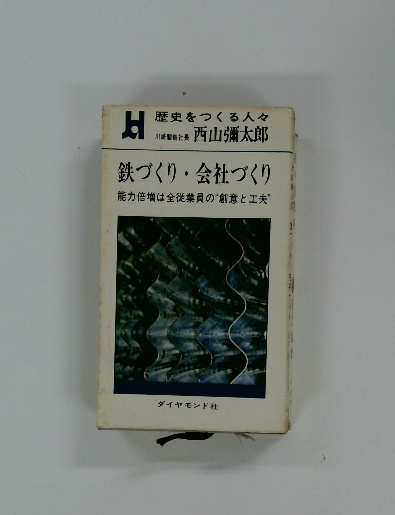 歴史をつくる人々
川崎製鉄社長 西山彌太郎
鉄づくり・会社づくり
能力倍増は全従業員の“創意と工夫”
ダイヤモンド社